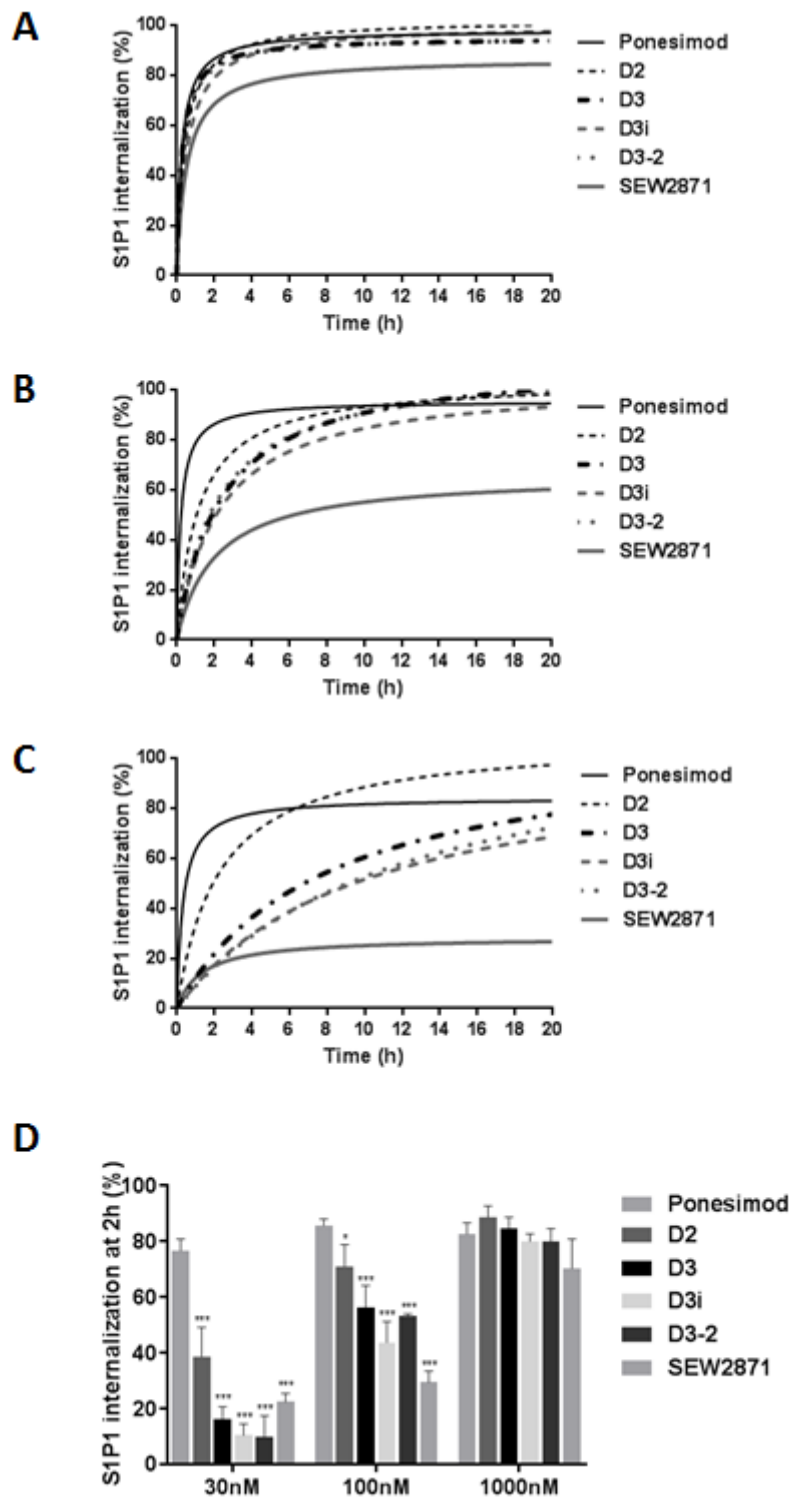 A
S1P1 internalization (%)
100
80
60
40
20
0
0 2 4 6 8 10 12 14 16 18 20
Time (h)
Ponesimod
D2
D3
D3i
D3-2
SEW2871
B
S1P1 internalization (%)
100
80
60
40
20
0
0 2 4 6 8 10 12 14 16 18 20
Time (h)
Ponesimod
D2
D3
D3i
D3-2
SEW2871
C
S1P1 internalization (%)
100
80
60
40
20
0
0 2 4 6 8 10 12 14 16 18 20
Time (h)
Ponesimod
D2
D3
D3i
D3-2
SEW2871
D
S1P1 internalization at 2h (%)
100
80
60
40
20
0
*** *** *** *** ***
* *** *** *** ***
30nM 100nM 1000nM
Ponesimod
D2
D3
D3i
D3-2
SEW2871